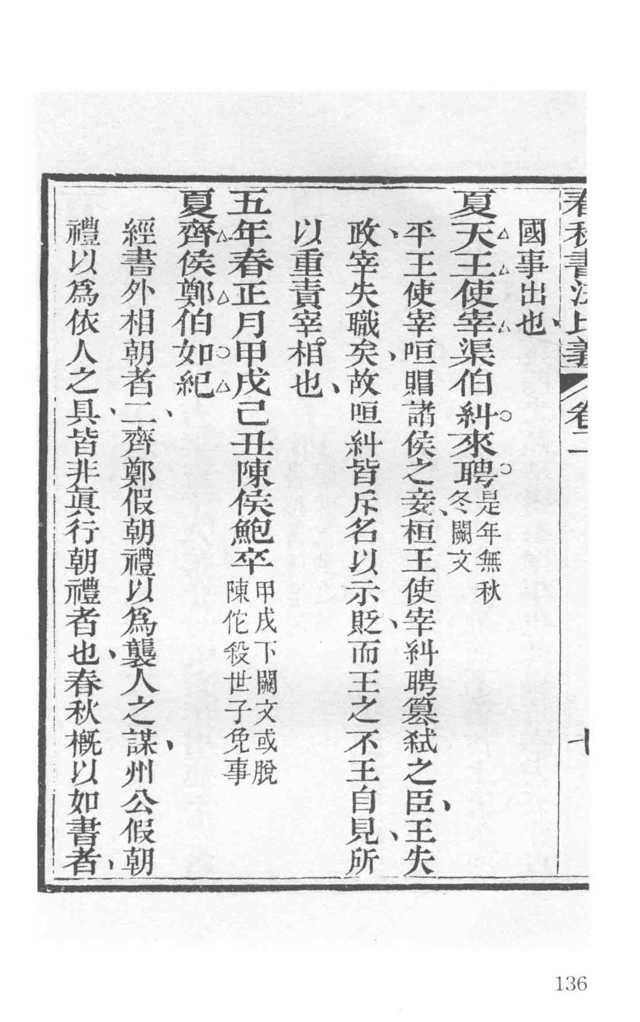 春秋書法比義 卷二 七
國事出也
夏天王使宰渠伯糾來聘 是年無秋冬闕文
平王使宰咺賵諸侯之妾桓王使宰糾聘簒弑之臣王失
政宰失職矣故咺糾皆斥名以示貶而王之不王自見所
以重責宰相也
五年春正月甲戌己丑陳侯鮑卒 甲戌下闕文或脫陳佗殺世子免事
夏齊侯鄭伯如紀
經書外相朝者二齊鄭假朝禮以爲襲人之謀州公假朝
禮以爲依人之具皆非眞行朝禮者也春秋槪以如書者
136